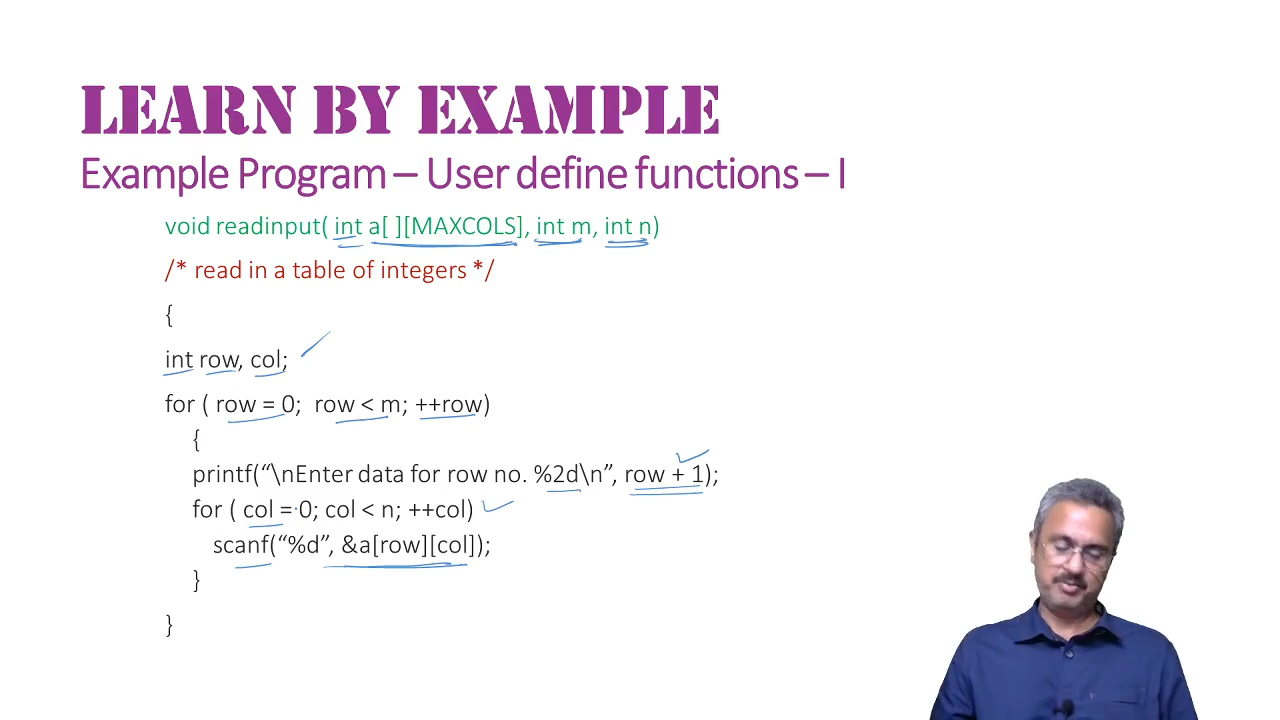 LEARN BY EXAMPLE
Example Program – User define functions – I
void readinput( int a[ ][MAXCOLS], int m, int n)
/* read in a table of integers */
{
int row, col;
for ( row = 0;  row < m; ++row)
{
printf(“\nEnter data for row no. %2d\n”, row + 1);
for ( col = 0; col < n; ++col)
scanf(“%d”, &a[row][col]);
}
}